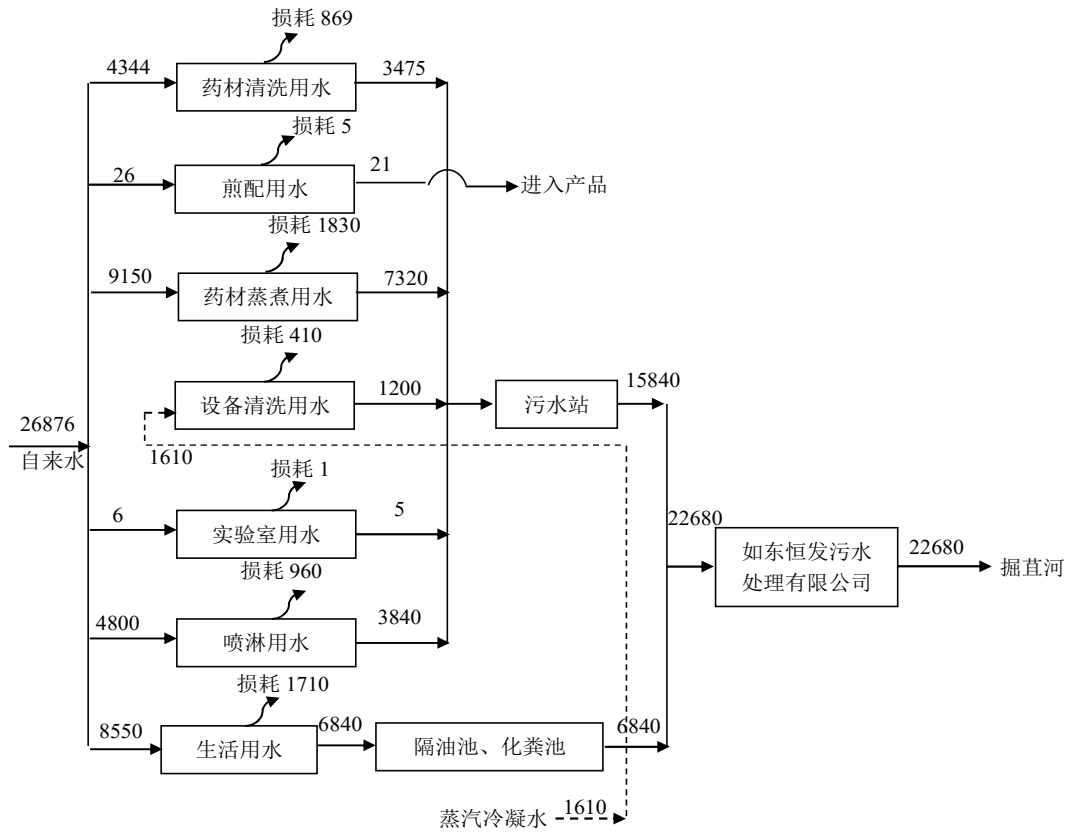 损耗 869
4344
药材清洗用水
3475
损耗 5
26
煎配用水
21
进入产品
损耗 1830
9150
药材蒸煮用水
7320
损耗 410
设备清洗用水
1200
污水站
15840
26876
自来水
1610
损耗 1
6
实验室用水
5
22680
如东恒发污水
处理有限公司
22680
掘苴河
损耗 960
4800
喷淋用水
3840
损耗 1710
8550
生活用水
6840
隔油池、化粪池
6840
蒸汽冷凝水
1610